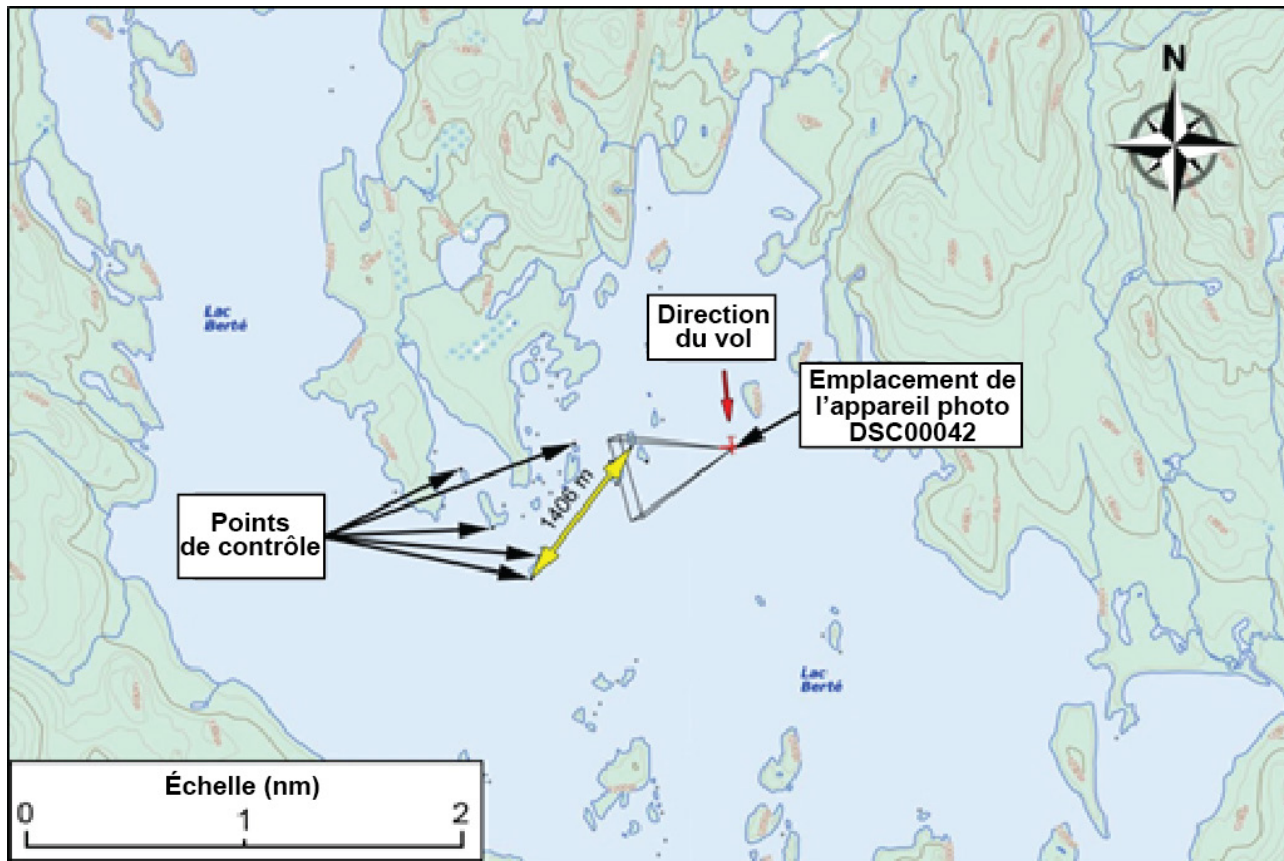 N
Lac
Berté
Direction
du vol
Emplacement de
l'appareil photo
DSC00042
1406 m
Points
de contrôle
Lac
Berté
Échelle (nm)
0
1
2